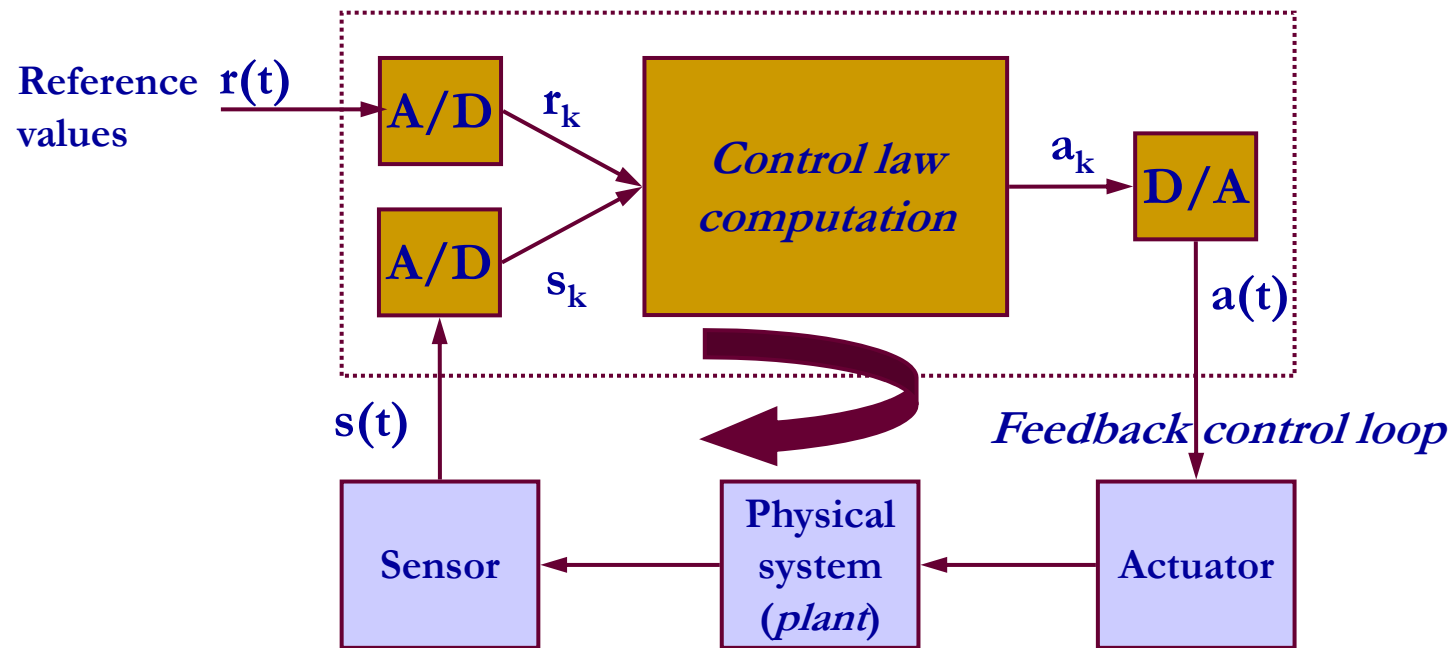 Reference
values
r(t)
A/D
r_k
Control law
computation
a_k
D/A
A/D
s_k
a(t)
s(t)
Feedback control loop
Sensor
Physical
system
(plant)
Actuator